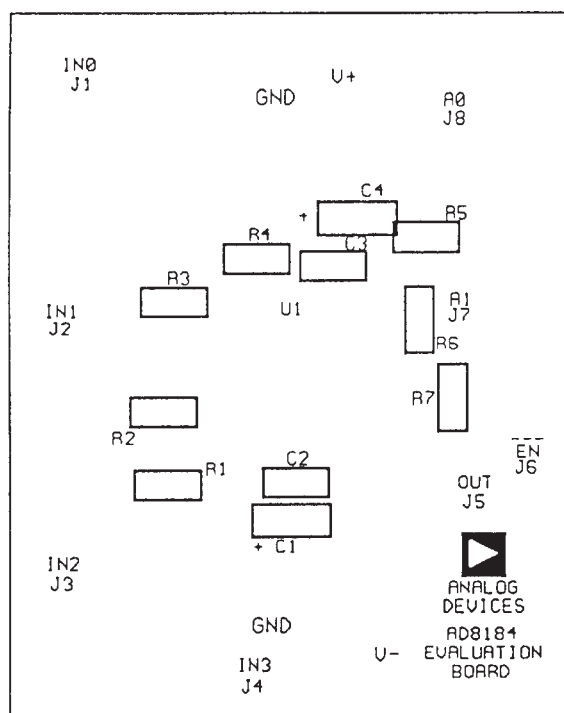 IN0
J1
V+
GND
A0
J8
C4
+
R5
R4
C3
R3
U1
A1
J7
IN1
J2
R6
R7
R2
EN
J6
R1
C2
OUT
J5
+ C1
IN2
J3
ANALOG
DEVICES
GND
AD8184
V- EVALUATION
BOARD
IN3
J4